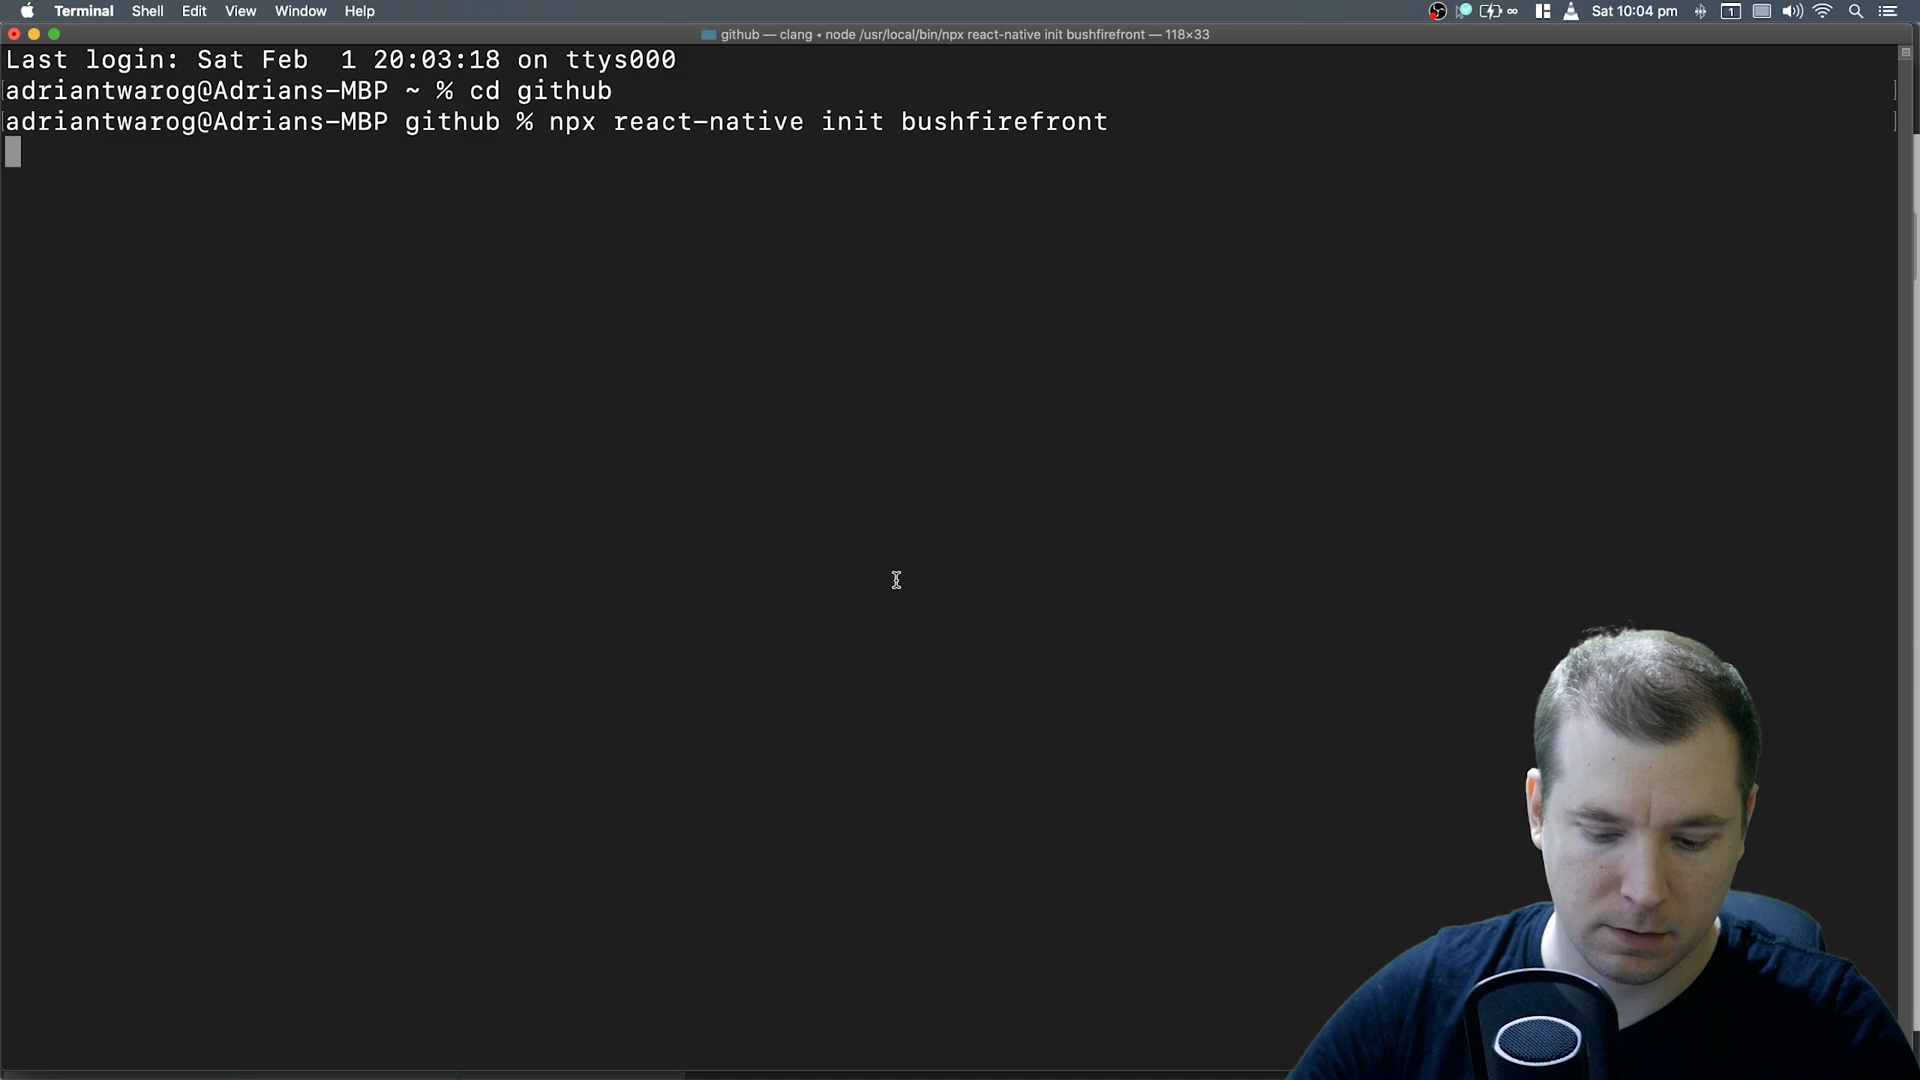 Terminal Shell Edit View Window Help
1 Sat 10:04 pm
github — clang ◂ node /usr/local/bin/npx react-native init bushfirefront — 118×33
Last login: Sat Feb  1 20:03:18 on ttys000
adriantwarog@Adrians-MBP ~ % cd github
adriantwarog@Adrians-MBP github % npx react-native init bushfirefront